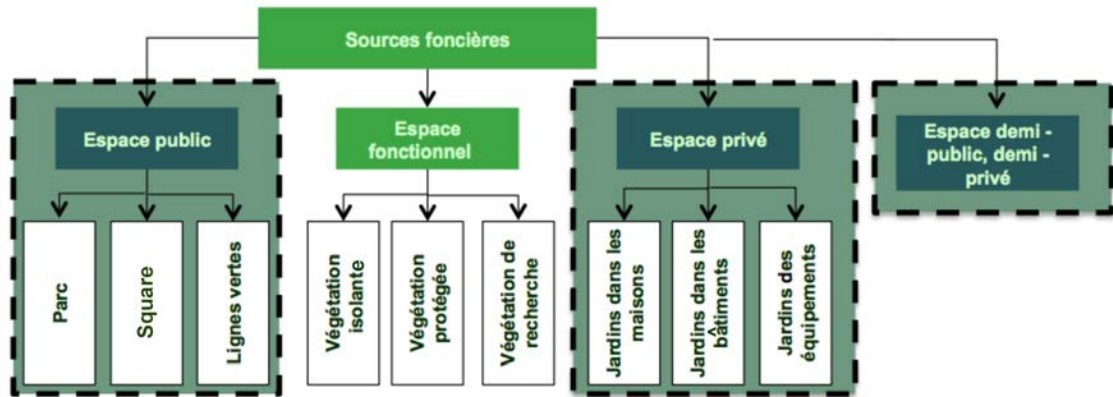 Sources foncières
Espace public
Espace
fonctionnel
Espace privé
Espace demi -
public, demi -
privé
Parc
Square
Lignes vertes
Végétation
isolante
Végétation
protégée
Végétation de
recherche
Jardins dans les
maisons
Jardins dans les
bâtiments
Jardins des
équipements